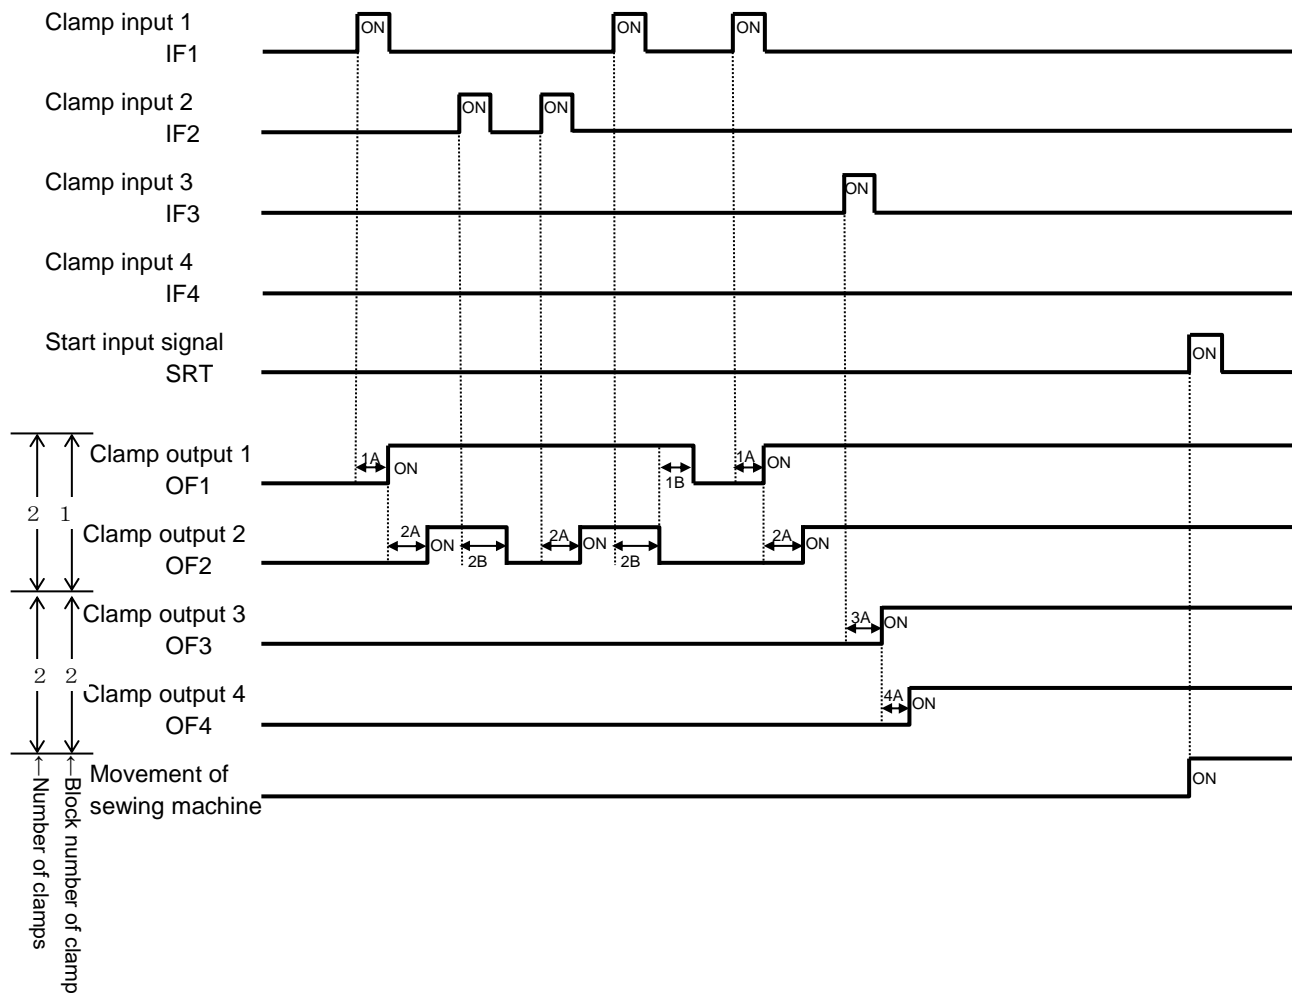 Clamp input 1
IF1
ON
ON
ON
Clamp input 2
IF2
ON
ON
Clamp input 3
IF3
ON
Clamp input 4
IF4
Start input signal
SRT
ON
Clamp output 1
OF1
1A
ON
1B
1A
ON
2
1
Clamp output 2
OF2
2A
ON
2B
2A
ON
2B
2A
ON
Clamp output 3
OF3
3A
ON
2
2
Clamp output 4
OF4
4A
ON
Movement of
sewing machine
ON
←Block number of clamp
←Number of clamps